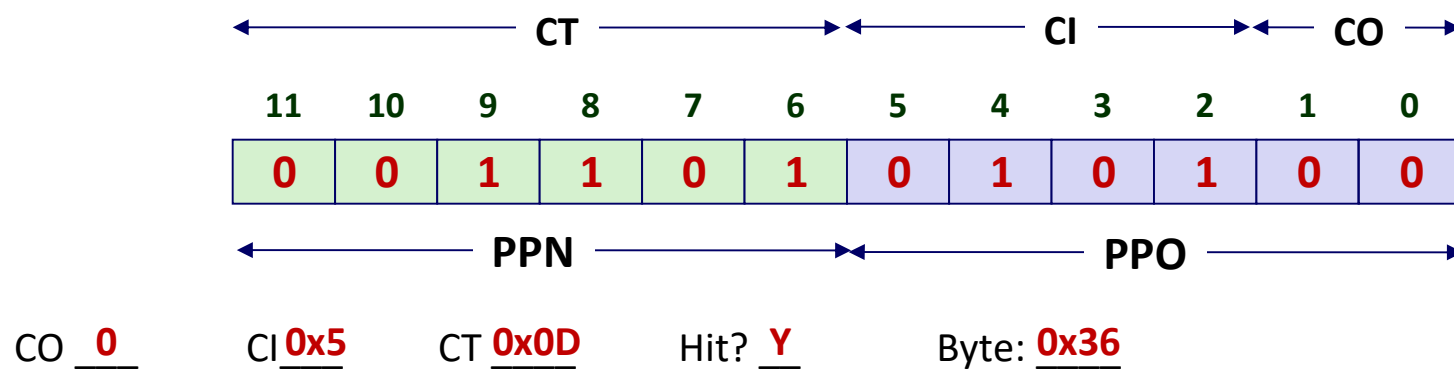 CT CI CO
11 10 9 8 7 6 5 4 3 2 1 0
0 0 1 1 0 1 0 1 0 1 0 0
PPN PPO
CO 0 CI 0x5 CT 0x0D Hit? Y Byte: 0x36